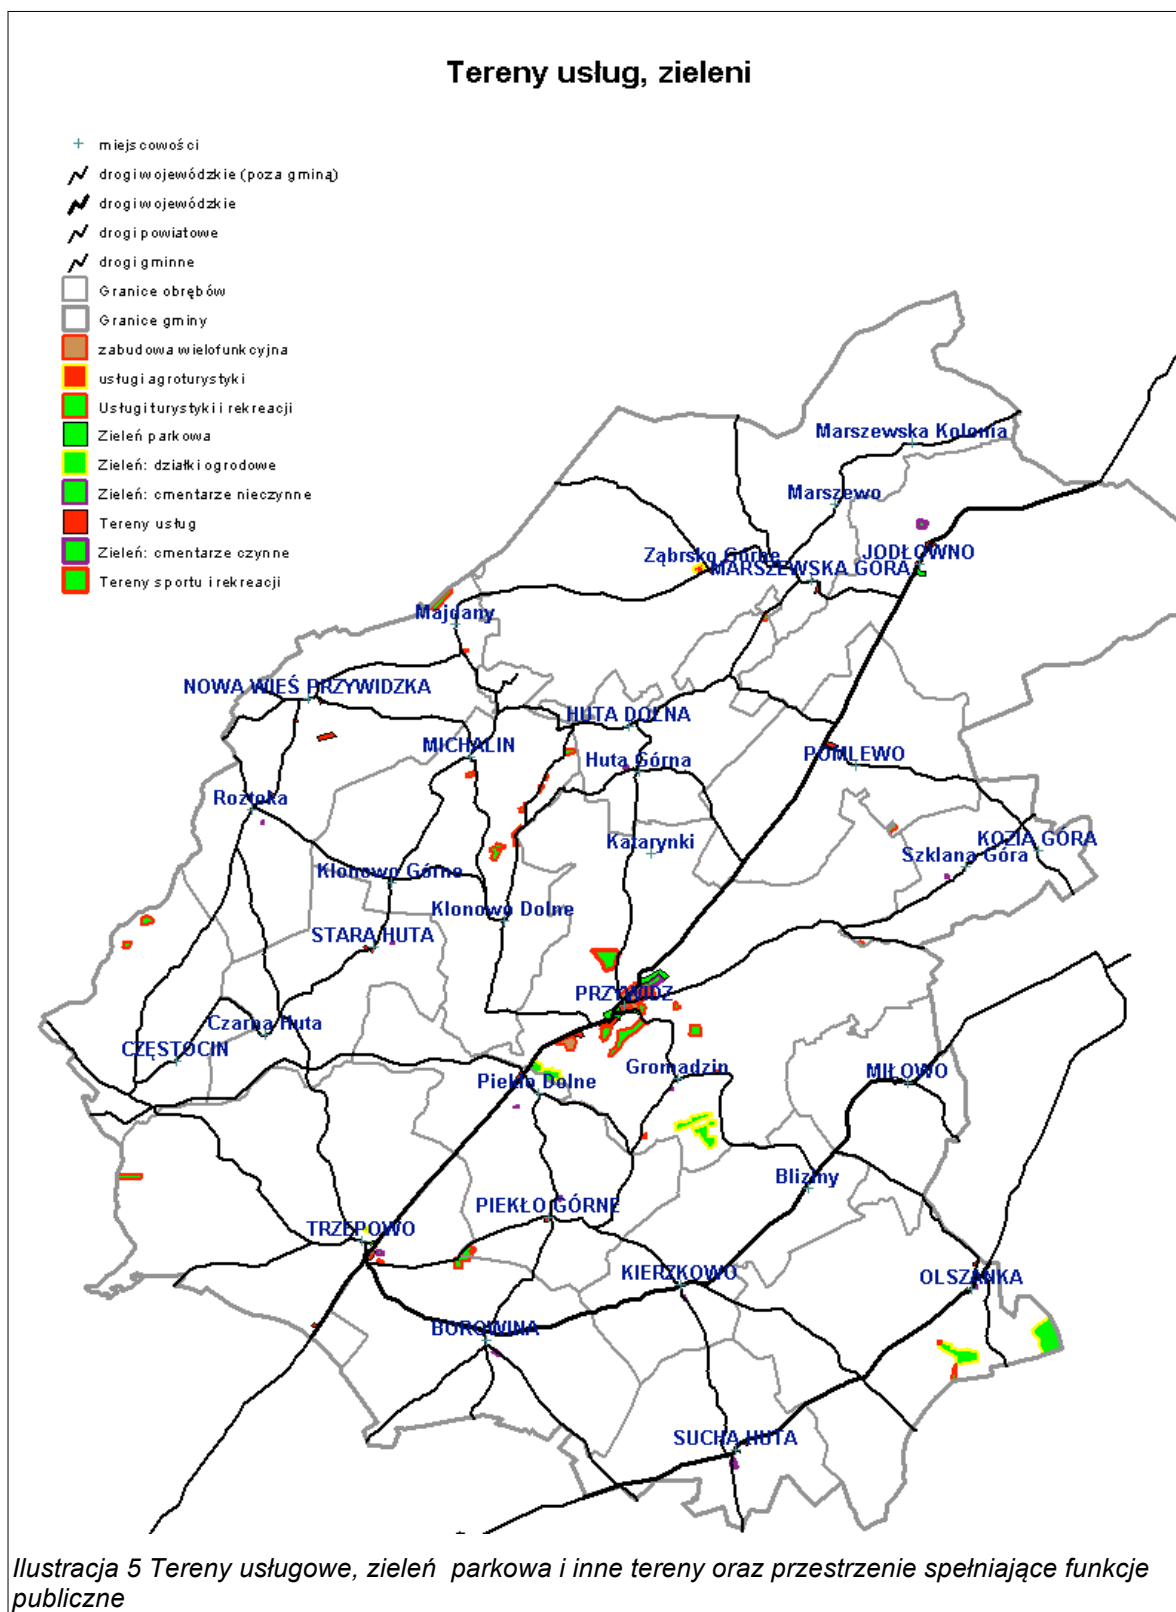 Tereny usług, zieleni
miejscowości
drogi wojewódzkie (poza gminą)
drogi wojewódzkie
drogi powiatowe
drogi gminne
Granice obrębów
Granice gminy
zabudowa wielofunkcyjna
usługi agroturystyki
Usługi turystyki i rekreacji
Zieleń parkowa
Zieleń: działki ogrodowe
Zieleń: cmentarze nieczynne
Tereny usług
Zieleń: cmentarze czynne
Tereny sportu i rekreacji
Marszewska Kolonia
Marszewo
JODŁOWNO
Ząbrsko Górne
MARSZEWSKA GÓRA
Majdany
NOWA WIEŚ PRZYWIDZKA
HUTA DOLNA
MICHALIN
Huta Górna
POMLEWO
Roztoka
Katarynki
KOZIA GÓRA
Szklana Góra
Klonowo Górne
Klonowo Dolne
STARA HUTA
PRZYWIDZ
Czarna Huta
CZĘSTOCIN
Gromadzin
MIŁOWO
Piekło Dolne
Blizmy
PIEKŁO GÓRNE
TRZEPOWO
KIERZKOWO
OLSZANKA
BOROWINA
SUCHA HUTA
Ilustracja 5 Tereny usługowe, zieleń parkowa i inne tereny oraz przestrzenie spełniające funkcje
publiczne